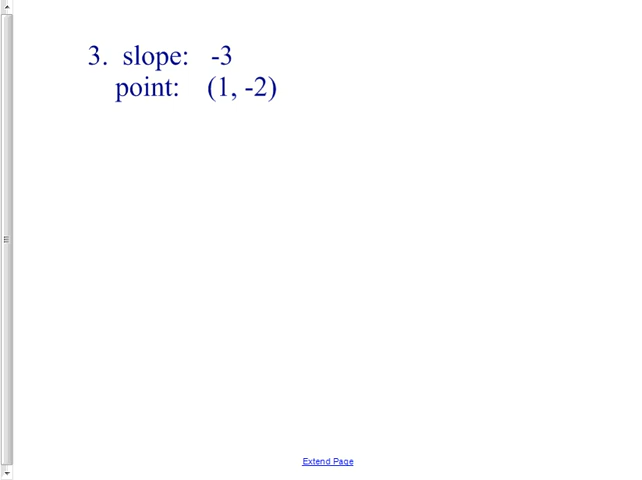 3. slope: -3
point: (1, -2)
Extend Page